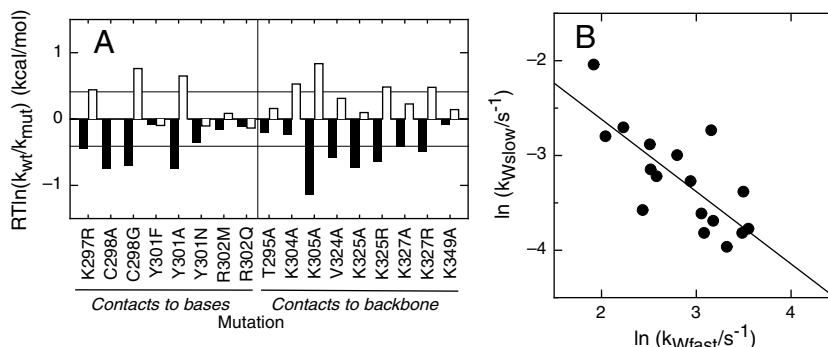 A
RTln(kwt/kmut) (kcal/mol)
1
0
−1
K297R
C298A
C298G
Y301F
Y301A
Y301N
R302M
R302Q
T295A
K304A
K305A
V324A
K325A
K325R
K327A
K327R
K349A
Contacts to bases
Contacts to backbone
Mutation
B
ln (kWslow/s-1)
−2
−3
−4
2
3
4
ln (kWfast/s-1)